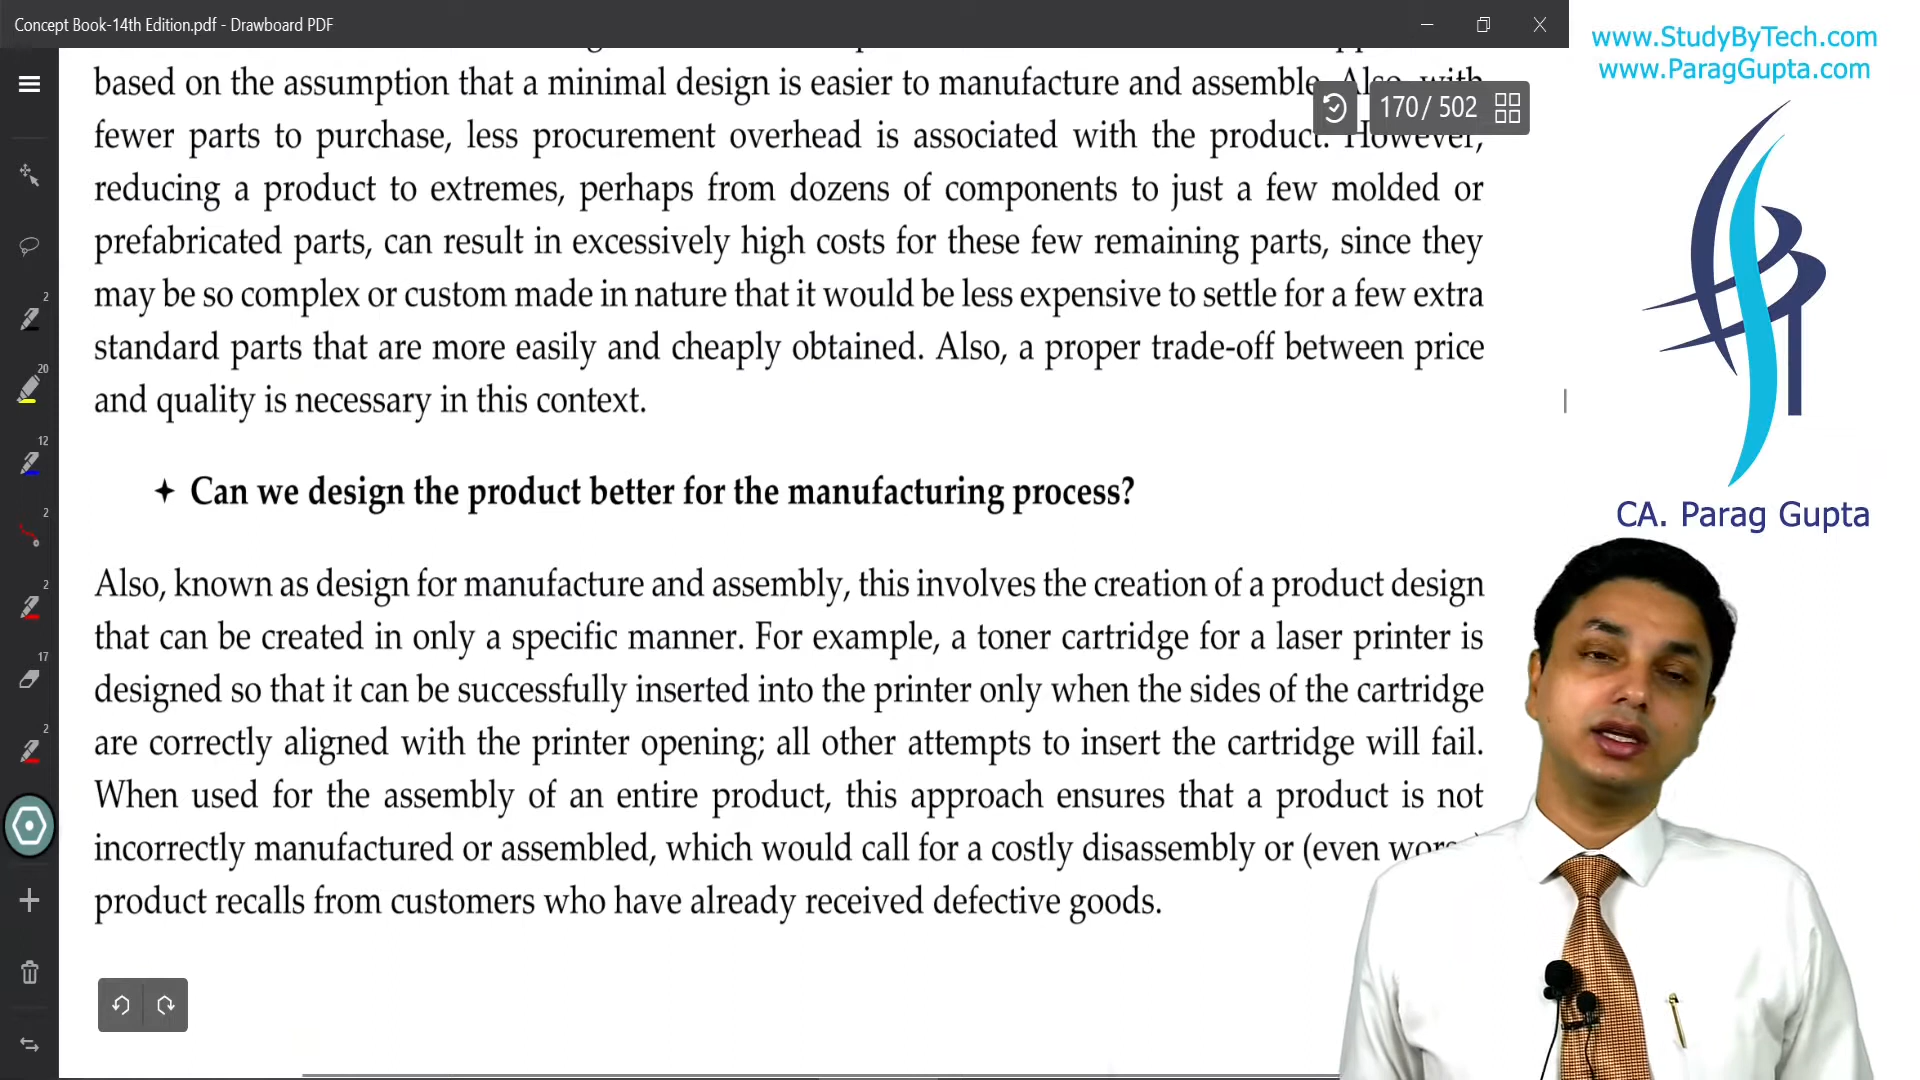 Concept Book-14th Edition.pdf - Drawboard PDF
www.StudyByTech.com
www.ParagGupta.com
based on the assumption that a minimal design is easier to manufacture and assemble. Also, with
170 / 502
fewer parts to purchase, less procurement overhead is associated with the product. However,
reducing a product to extremes, perhaps from dozens of components to just a few molded or
prefabricated parts, can result in excessively high costs for these few remaining parts, since they
may be so complex or custom made in nature that it would be less expensive to settle for a few extra
standard parts that are more easily and cheaply obtained. Also, a proper trade-off between price
and quality is necessary in this context.
✦ Can we design the product better for the manufacturing process?
CA. Parag Gupta
Also, known as design for manufacture and assembly, this involves the creation of a product design
that can be created in only a specific manner. For example, a toner cartridge for a laser printer is
designed so that it can be successfully inserted into the printer only when the sides of the cartridge
are correctly aligned with the printer opening; all other attempts to insert the cartridge will fail.
When used for the assembly of an entire product, this approach ensures that a product is not
incorrectly manufactured or assembled, which would call for a costly disassembly or (even
product recalls from customers who have already received defective goods.
2
20
12
2
2
17
2